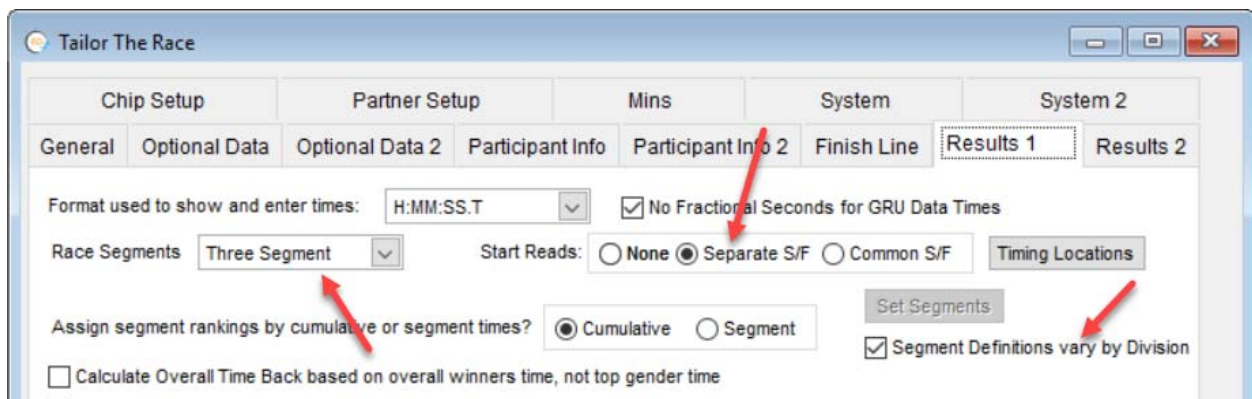 Tailor The Race
Chip Setup Partner Setup Mins System System 2
General Optional Data Optional Data 2 Participant Info Participant Info 2 Finish Line Results 1 Results 2
Format used to show and enter times: H:MM:SS.T No Fractional Seconds for GRU Data Times
Race Segments Three Segment Start Reads: None Separate S/F Common S/F Timing Locations
Set Segments
Assign segment rankings by cumulative or segment times? Cumulative Segment
Segment Definitions vary by Division
Calculate Overall Time Back based on overall winners time, not top gender time